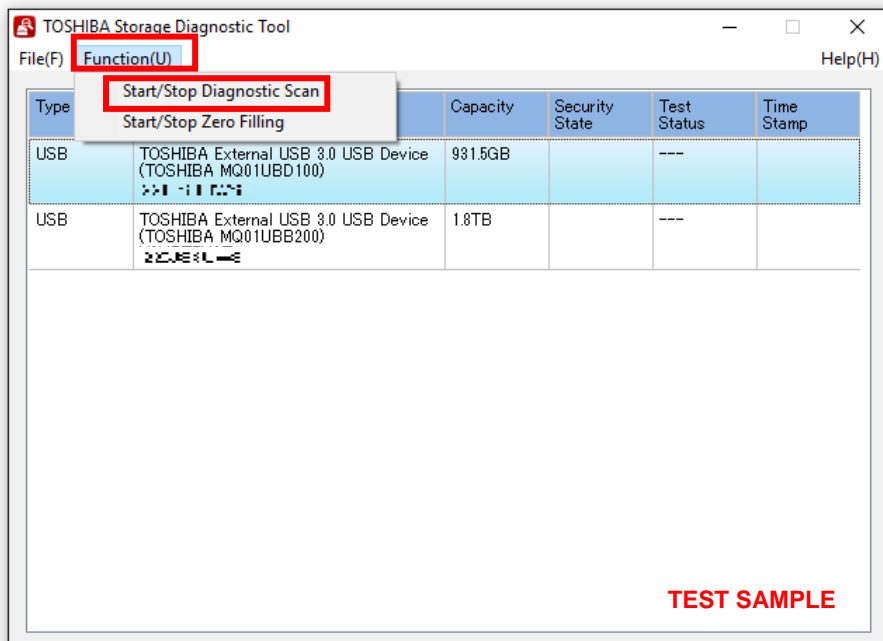 TOSHIBA Storage Diagnostic Tool
File(F) Function(U) Help(H)
Start/Stop Diagnostic Scan
Start/Stop Zero Filling
Type Capacity Security State Test Status Time Stamp
USB TOSHIBA External USB 3.0 USB Device 931.5GB ---
(TOSHIBA MQ01UBD100)
USB TOSHIBA External USB 3.0 USB Device 1.8TB ---
(TOSHIBA MQ01UBB200)
TEST SAMPLE